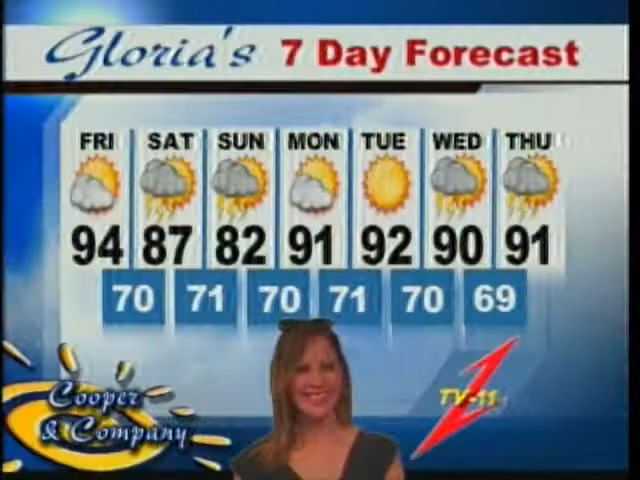 Gloria's 7 Day Forecast
FRI SAT SUN MON TUE WED THU
94 87 82 91 92 90 91
70 71 70 71 70 69
Cooper
& Company
TV-11